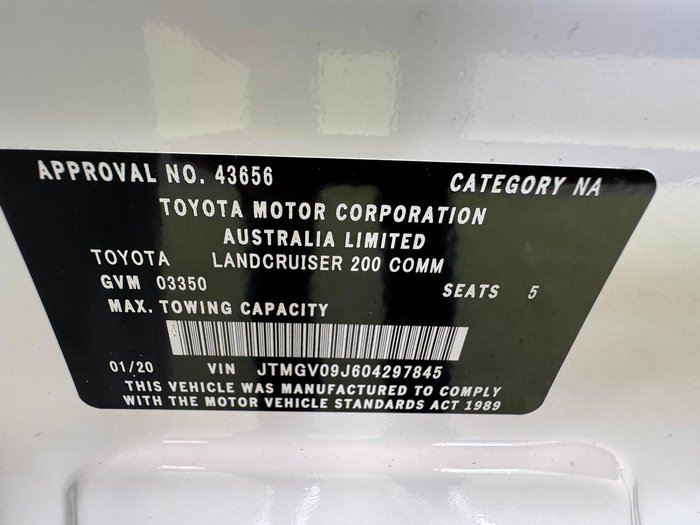 APPROVAL NO. 43656 CATEGORY NA
TOYOTA MOTOR CORPORATION
AUSTRALIA LIMITED
TOYOTA LANDCRUISER 200 COMM
GVM 03350 SEATS 5
MAX. TOWING CAPACITY
01/20 VIN JTMGV09J604297845
THIS VEHICLE WAS MANUFACTURED TO COMPLY
WITH THE MOTOR VEHICLE STANDARDS ACT 1989